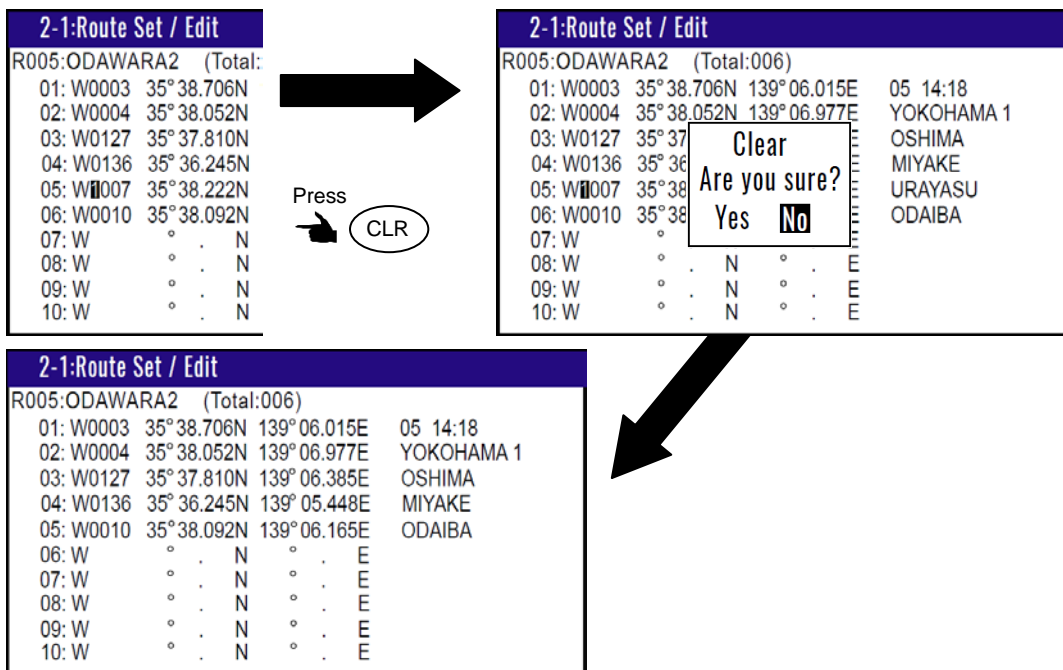 2-1:Route Set / Edit
R005:ODAWARA2 (Total:
01: W0003 35°38.706N
02: W0004 35°38.052N
03: W0127 35°37.810N
04: W0136 35°36.245N
05: W1007 35°38.222N
06: W0010 35°38.092N
07: W ° . N
08: W ° . N
09: W ° . N
10: W ° . N
Press
CLR
2-1:Route Set / Edit
R005:ODAWARA2 (Total:006)
01: W0003 35°38.706N 139°06.015E 05 14:18
02: W0004 35°38.052N 139°06.977E YOKOHAMA 1
03: W0127 35°37 E OSHIMA
04: W0136 35°36 E MIYAKE
05: W1007 35°38 E URAYASU
06: W0010 35°38 E ODAIBA
07: W ° E
08: W ° . N ° . E
09: W ° . N ° . E
10: W ° . N ° . E
Clear
Are you sure?
Yes No
2-1:Route Set / Edit
R005:ODAWARA2 (Total:006)
01: W0003 35°38.706N 139°06.015E 05 14:18
02: W0004 35°38.052N 139°06.977E YOKOHAMA 1
03: W0127 35°37.810N 139°06.385E OSHIMA
04: W0136 35°36.245N 139°05.448E MIYAKE
05: W0010 35°38.092N 139°06.165E ODAIBA
06: W ° . N ° . E
07: W ° . N ° . E
08: W ° . N ° . E
09: W ° . N ° . E
10: W ° . N ° . E